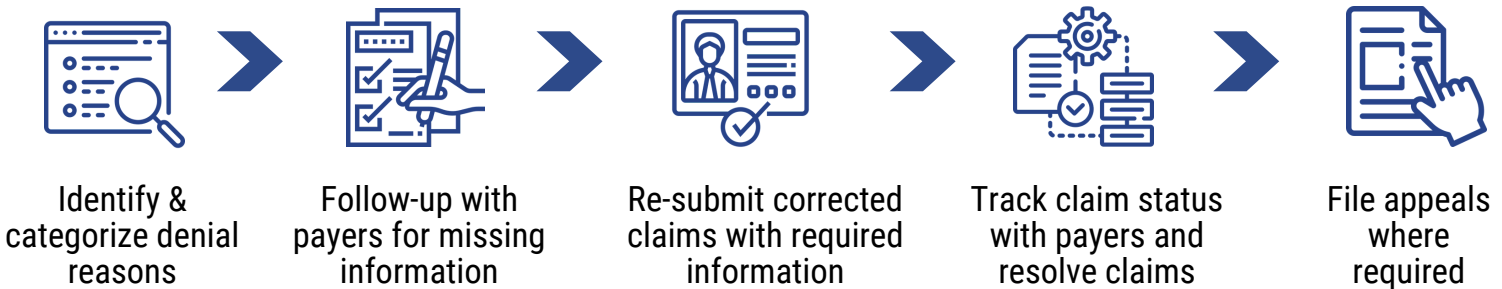 Identify &
categorize denial
reasons
Follow-up with
payers for missing
information
Re-submit corrected
claims with required
information
Track claim status
with payers and
resolve claims
File appeals
where
required